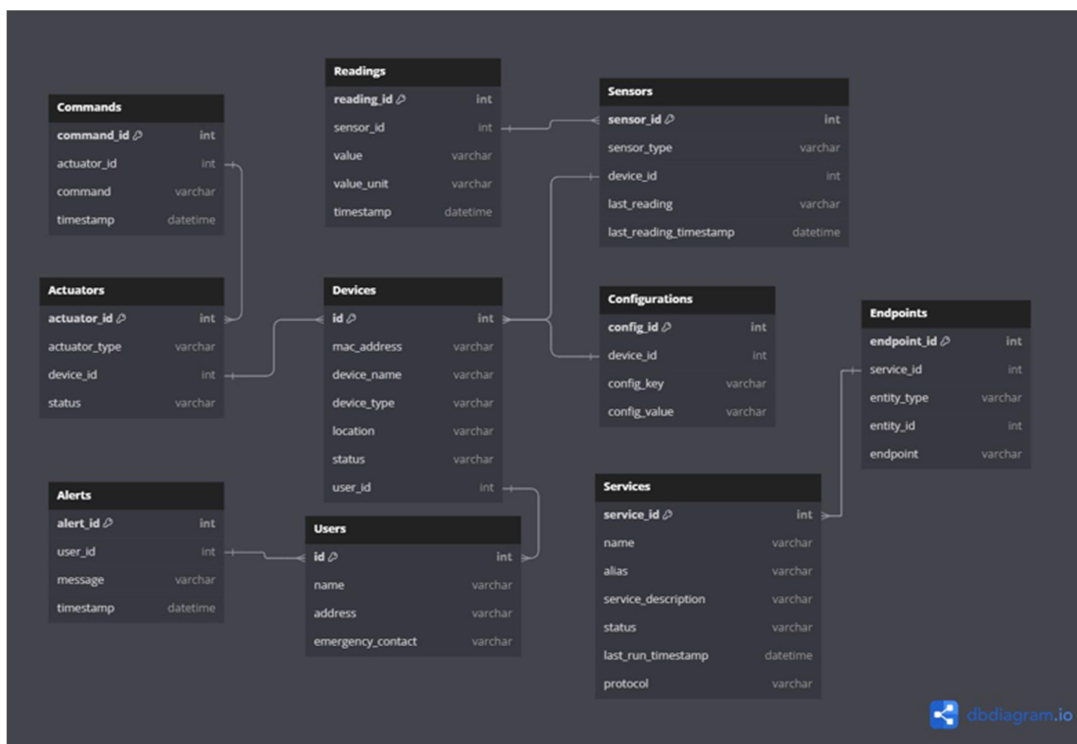 Readings
reading_id int
sensor_id int
value varchar
value_unit varchar
timestamp datetime
Sensors
sensor_id int
sensor_type varchar
device_id int
last_reading varchar
last_reading_timestamp datetime
Commands
command_id int
actuator_id int
command varchar
timestamp datetime
Actuators
actuator_id int
actuator_type varchar
device_id int
status varchar
Devices
id int
mac_address varchar
device_name varchar
device_type varchar
location varchar
status varchar
user_id int
Configurations
config_id int
device_id int
config_key varchar
config_value varchar
Endpoints
endpoint_id int
service_id int
entity_type varchar
entity_id int
endpoint varchar
Alerts
alert_id int
user_id int
message varchar
timestamp datetime
Users
id int
name varchar
address varchar
emergency_contact varchar
Services
service_id int
name varchar
alias varchar
service_description varchar
status varchar
last_run_timestamp datetime
protocol varchar
dbdiagram.io